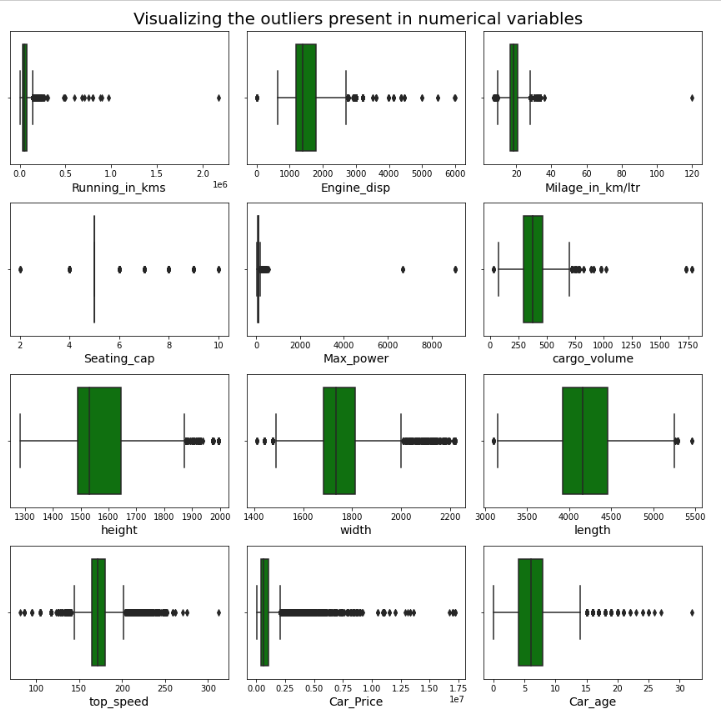 Visualizing the outliers present in numerical variables
0.0 0.5 1.0 1.5 2.0
1e6
Running_in_kms
0 1000 2000 3000 4000 5000 6000
Engine_disp
20 40 60 80 100 120
Milage_in_km/ltr
2 4 6 8 10
Seating_cap
0 2000 4000 6000 8000
Max_power
0 250 500 750 1000 1250 1500 1750
cargo_volume
1300 1400 1500 1600 1700 1800 1900 2000
height
1400 1600 1800 2000 2200
width
3000 3500 4000 4500 5000 5500
length
100 150 200 250 300
top_speed
0.00 0.25 0.50 0.75 1.00 1.25 1.50 1.75
1e7
Car_Price
0 5 10 15 20 25 30
Car_age